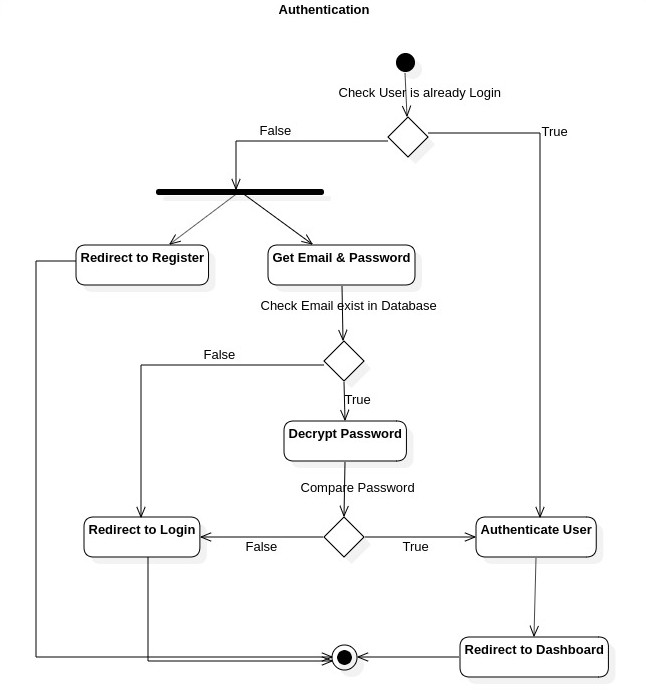 Authentication
Check User is already Login
False
True
Redirect to Register
Get Email & Password
Check Email exist in Database
False
True
Decrypt Password
Compare Password
Redirect to Login
Authenticate User
False
True
Redirect to Dashboard